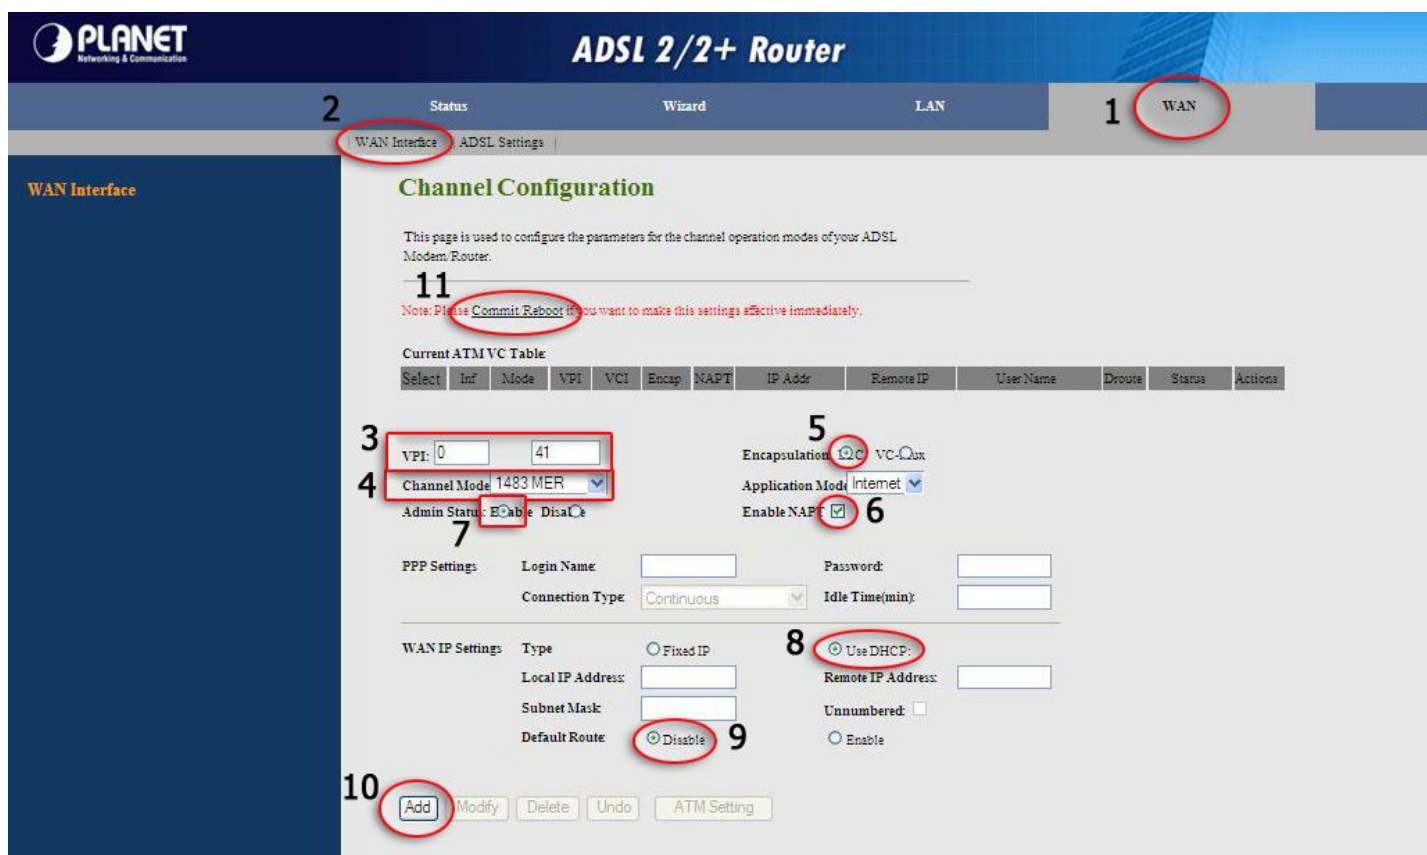 PLANET
Networking & Communication
ADSL 2/2+ Router
2 Status Wizard LAN 1 WAN
WAN Interface | ADSL Settings |
WAN Interface
Channel Configuration
This page is used to configure the parameters for the channel operation modes of your ADSL
Modem/Router.
11
Note: Please Commit/Reboot if you want to make this settings effective immediately.
Current ATM VC Table:
Select Inf Mode VPI VCI Encap NAPT IP Addr Remote IP User Name Droute Status Actions
3 VPI: 0 41 Encapsulation: 5 LLC VC-Mux
4 Channel Mode: 1483 MER Application Mode: Internet
Admin Status: Enable Disable Enable NAPT 6
7
PPP Settings: Login Name: Password:
Connection Type: Continuous Idle Time(min):
WAN IP Settings: Type: Fixed IP 8 Use DHCP:
Local IP Address: Remote IP Address:
Subnet Mask: Unnumbered:
Default Route: Disable 9 Enable
10 Add Modify Delete Undo ATM Setting